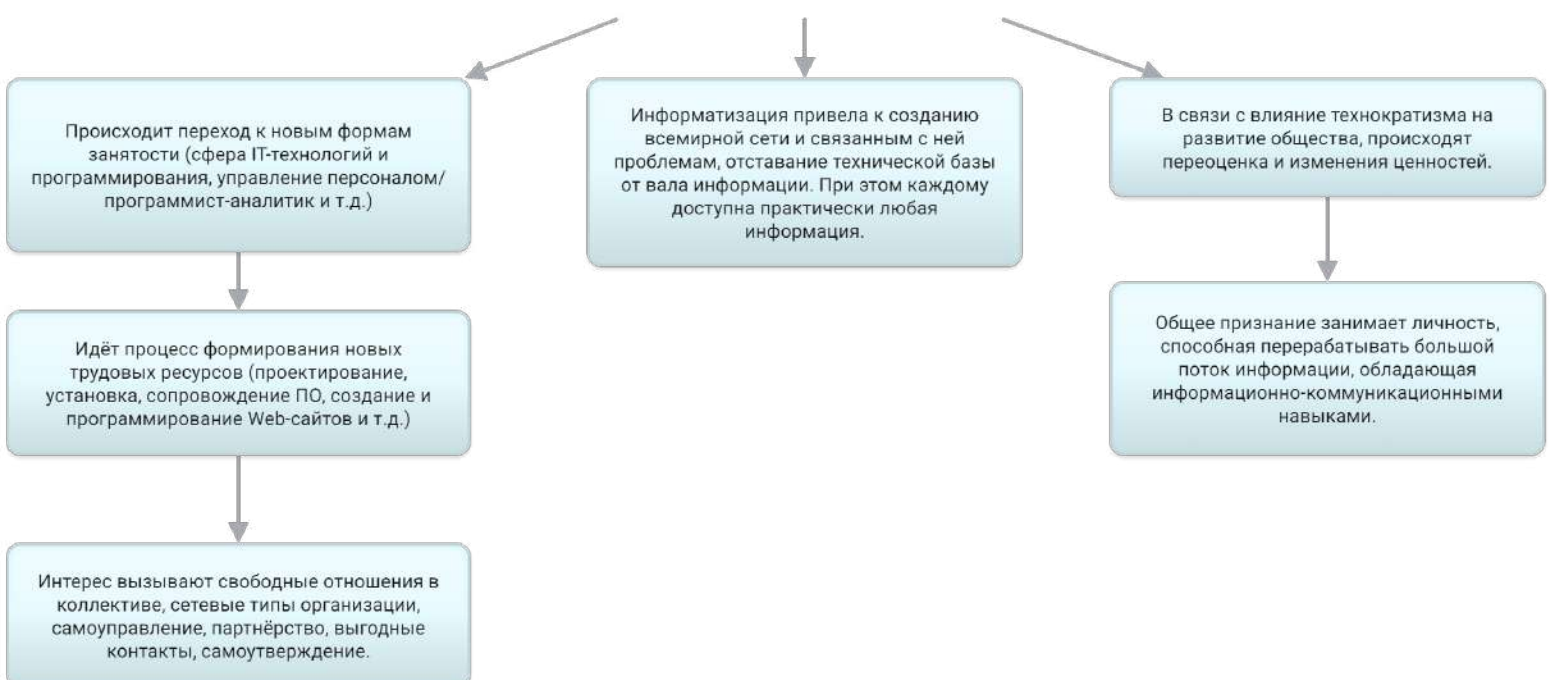 Происходит переход к новым формам
занятости (сфера IT-технологий и
программирования, управление персоналом/
программист-аналитик и т.д.)
Идёт процесс формирования новых
трудовых ресурсов (проектирование,
установка, сопровождение ПО, создание и
программирование Web-сайтов и т.д.)
Интерес вызывают свободные отношения в
коллективе, сетевые типы организации,
самоуправление, партнёрство, выгодные
контакты, самоутверждение.
Информатизация привела к созданию
всемирной сети и связанным с ней
проблемам, отставание технической базы
от вала информации. При этом каждому
доступна практически любая
информация.
В связи с влияние технократизма на
развитие общества, происходят
переоценка и изменения ценностей.
Общее признание занимает личность,
способная перерабатывать большой
поток информации, обладающая
информационно-коммуникационными
навыками.